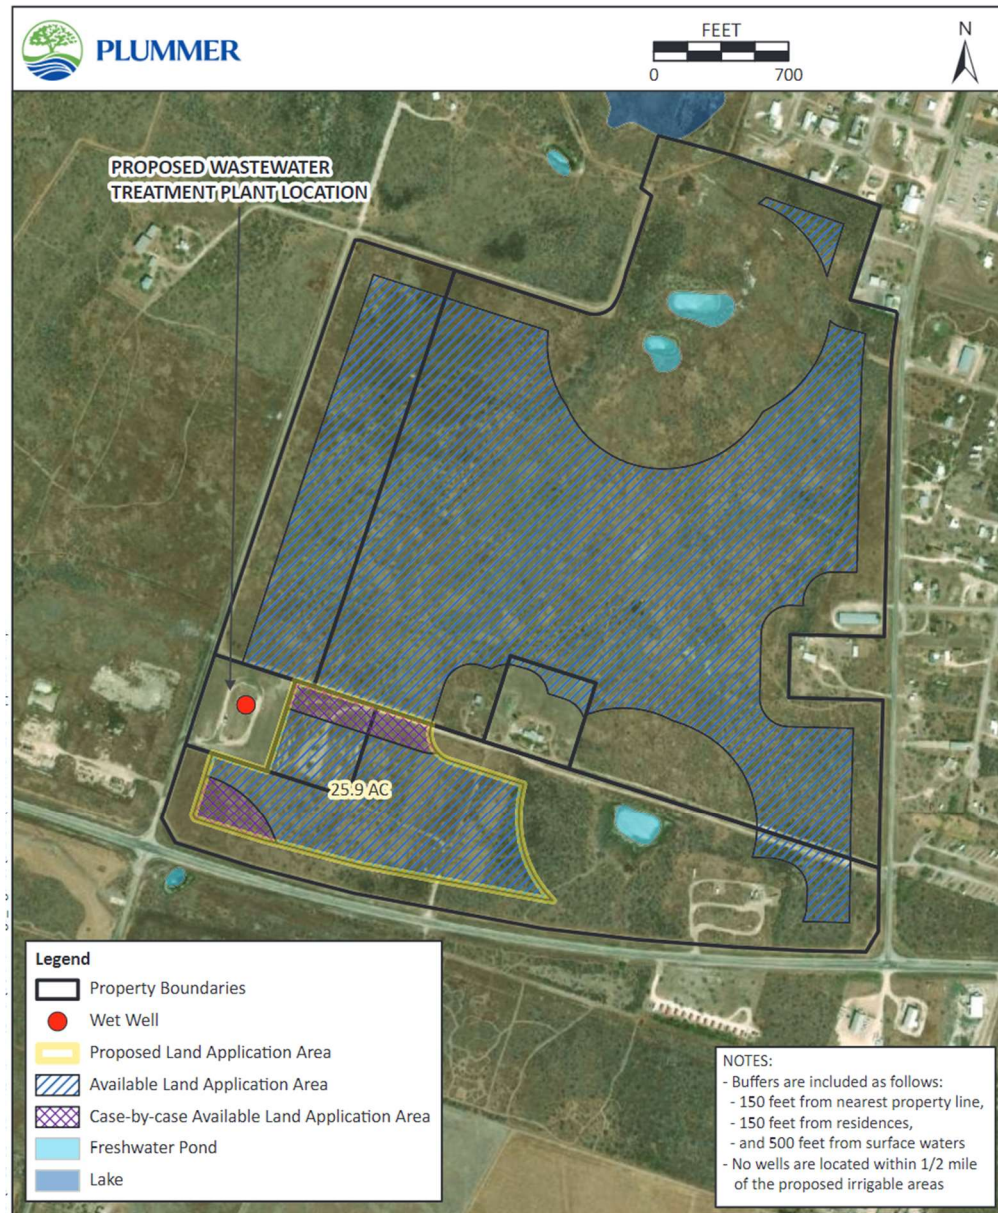 PLUMMER
FEET
0 700
N
PROPOSED WASTEWATER
TREATMENT PLANT LOCATION
25.9 AC
Legend
Property Boundaries
Wet Well
Proposed Land Application Area
Available Land Application Area
Case-by-case Available Land Application Area
Freshwater Pond
Lake
NOTES:
- Buffers are included as follows:
- 150 feet from nearest property line,
- 150 feet from residences,
- and 500 feet from surface waters
- No wells are located within 1/2 mile
of the proposed irrigable areas